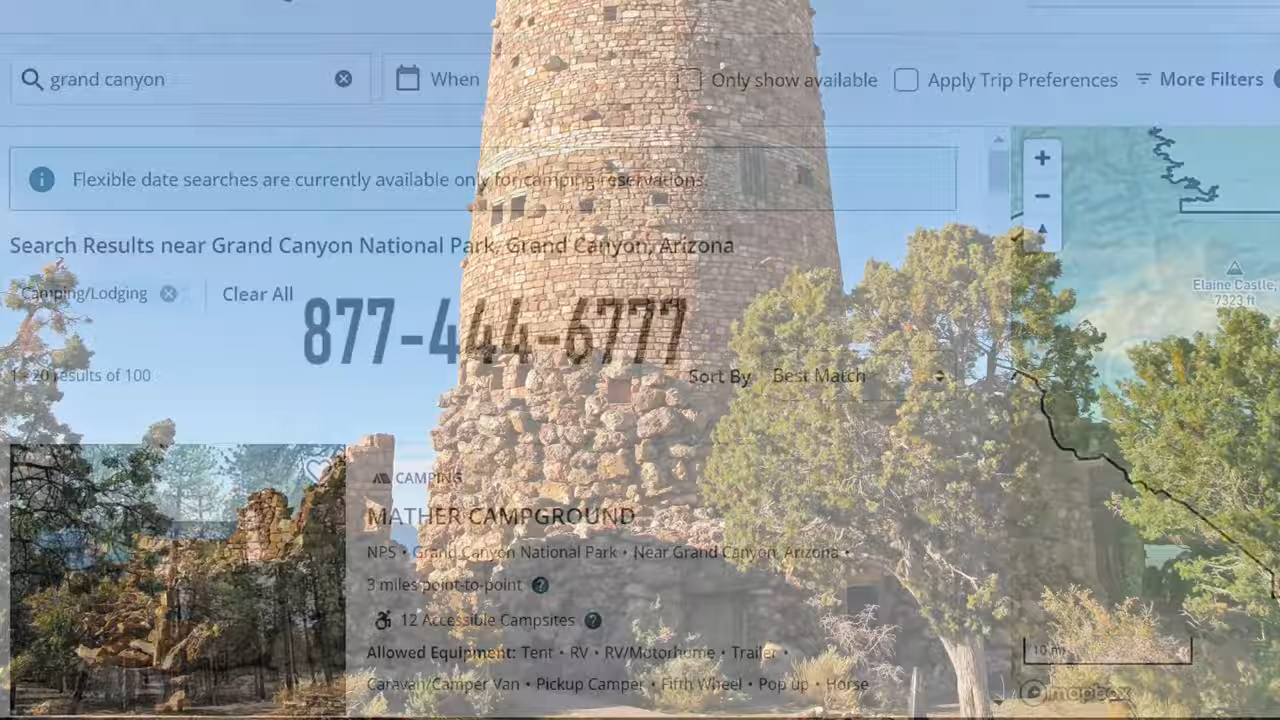 grand canyon
When
Only show available
Apply Trip Preferences
More Filters
Flexible date searches are currently available only for camping reservations.
Search Results near Grand Canyon National Park, Grand Canyon, Arizona
Camping/Lodging
Clear All
877-444-6777
1 - 20 results of 100
Sort By
Best Match
CAMPING
MATHER CAMPGROUND
NPS • Grand Canyon National Park • Near Grand Canyon, Arizona •
3 miles point-to-point
12 Accessible Campsites
Allowed Equipment: Tent • RV • RV/Motorhome • Trailer •
Caravan/Camper Van • Pickup Camper • Fifth Wheel • Pop up • Horse
Elaine Castle,
7323 ft
10 mi
mapbox